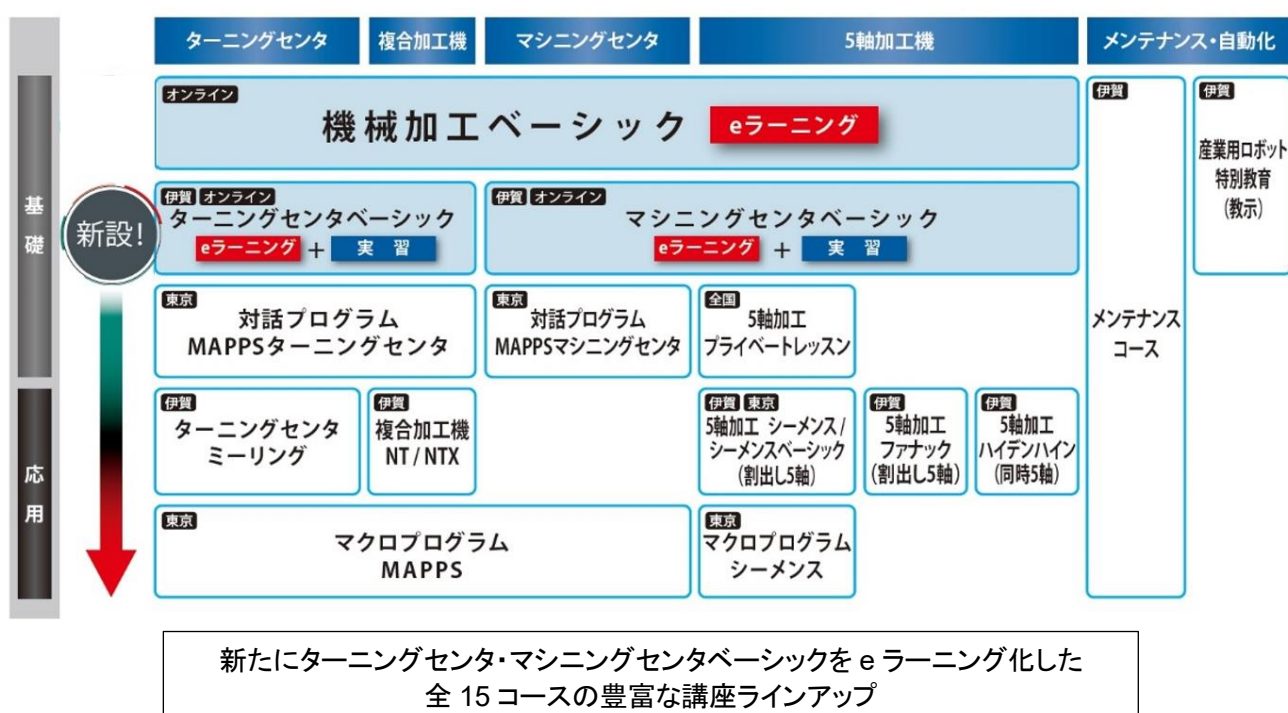 ターニングセンタ 複合加工機 マシニングセンタ 5軸加工機 メンテナンス・自動化
基礎
応用
新設!
オンライン
機械加工ベーシック eラーニング
伊賀 オンライン
ターニングセンタベーシック
eラーニング + 実習
伊賀 オンライン
マシニングセンタベーシック
eラーニング + 実習
東京
対話プログラム
MAPPSターニングセンタ
東京
対話プログラム
MAPPSマシニングセンタ
全国
5軸加工
プライベートレッスン
伊賀
ターニングセンタ
ミーリング
伊賀
複合加工機
NT / NTX
伊賀 東京
5軸加工 シーメンス /
シーメンスベーシック
(割出し5軸)
伊賀
5軸加工
ファナック
(割出し5軸)
伊賀
5軸加工
ハイデンハイン
(同時5軸)
東京
マクロプログラム
MAPPS
東京
マクロプログラム
シーメンス
伊賀
メンテナンス
コース
伊賀
産業用ロボット
特別教育
(教示)
新たにターニングセンタ・マシニングセンタベーシックを e ラーニング化した
全 15 コースの豊富な講座ラインアップ